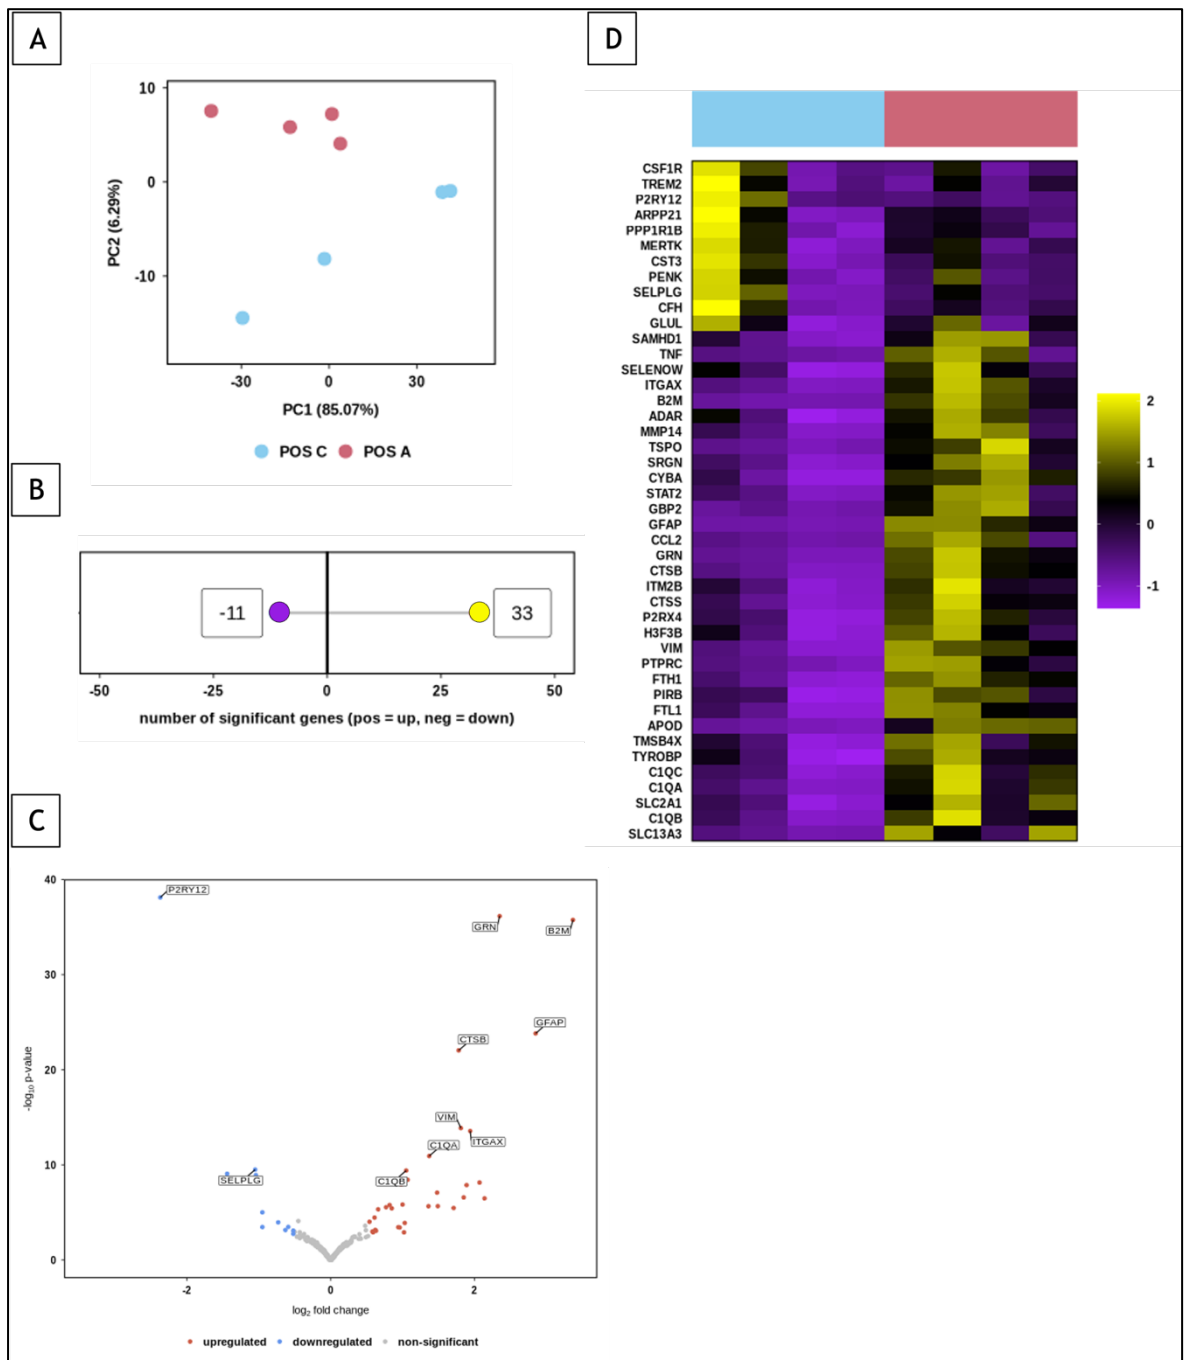 A
10
0
-10
PC2 (6.29%)
-30 0 30
PC1 (85.07%)
POS C POS A
B
-11 33
-50 -25 0 25 50
number of significant genes (pos = up, neg = down)
C
40
30
20
10
0
-log10 p-value
P2RY12
GRN
B2M
GFAP
CTSB
VIM
ITGAX
C1QA
C1QB
SELPLG
-2 0 2
log2 fold change
upregulated downregulated non-significant
D
CSF1R
TREM2
P2RY12
ARPP21
PPP1R1B
MERTK
CST3
PENK
SELPLG
CFH
GLUL
SAMHD1
TNF
SELENOW
ITGAX
B2M
ADAR
MMP14
TSPO
SRGN
CYBA
STAT2
GBP2
GFAP
CCL2
GRN
CTSB
ITM2B
CTSS
P2RX4
H3F3B
VIM
PTPRC
FTH1
PIRB
FTL1
APOD
TMSB4X
TYROBP
C1QC
C1QA
SLC2A1
C1QB
SLC13A3
2
1
0
-1